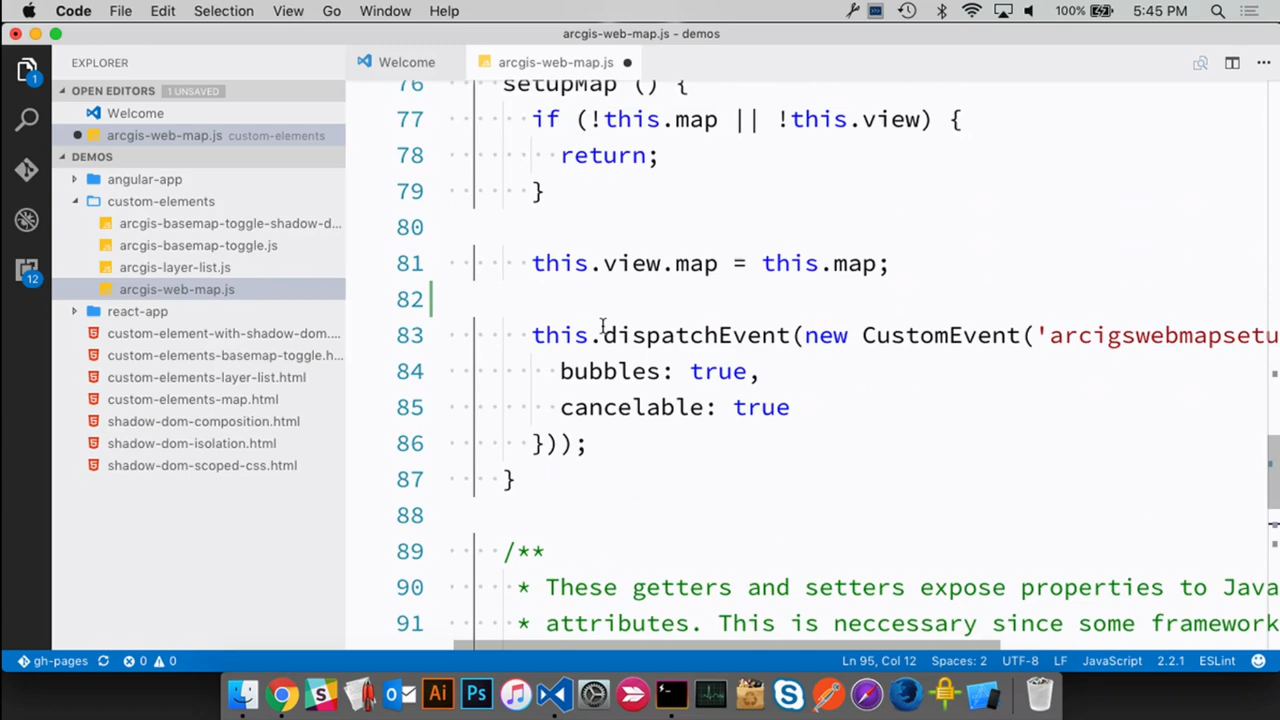 Code File Edit Selection View Go Window Help 100% 5:45 PM
arcgis-web-map.js - demos
EXPLORER
Welcome
arcgis-web-map.js
OPEN EDITORS 1 UNSAVED
Welcome
arcgis-web-map.js custom-elements
DEMOS
angular-app
custom-elements
arcgis-basemap-toggle-shadow-d...
arcgis-basemap-toggle.js
arcgis-layer-list.js
arcgis-web-map.js
react-app
custom-element-with-shadow-dom....
custom-elements-basemap-toggle.h...
custom-elements-layer-list.html
custom-elements-map.html
shadow-dom-composition.html
shadow-dom-isolation.html
shadow-dom-scoped-css.html
1
12
76 setupMap () {
77 if (!this.map || !this.view) {
78 return;
79 }
80
81 this.view.map = this.map;
82
83 this.dispatchEvent(new CustomEvent('arcigswebmapsetu
84 bubbles: true,
85 cancelable: true
86 }));
87 }
88
89 /**
90 * These getters and setters expose properties to Java
91 * attributes. This is neccessary since some framework
gh-pages 0 0 Ln 95, Col 12 Spaces: 2 UTF-8 LF JavaScript 2.2.1 ESLint
Ai
Ps